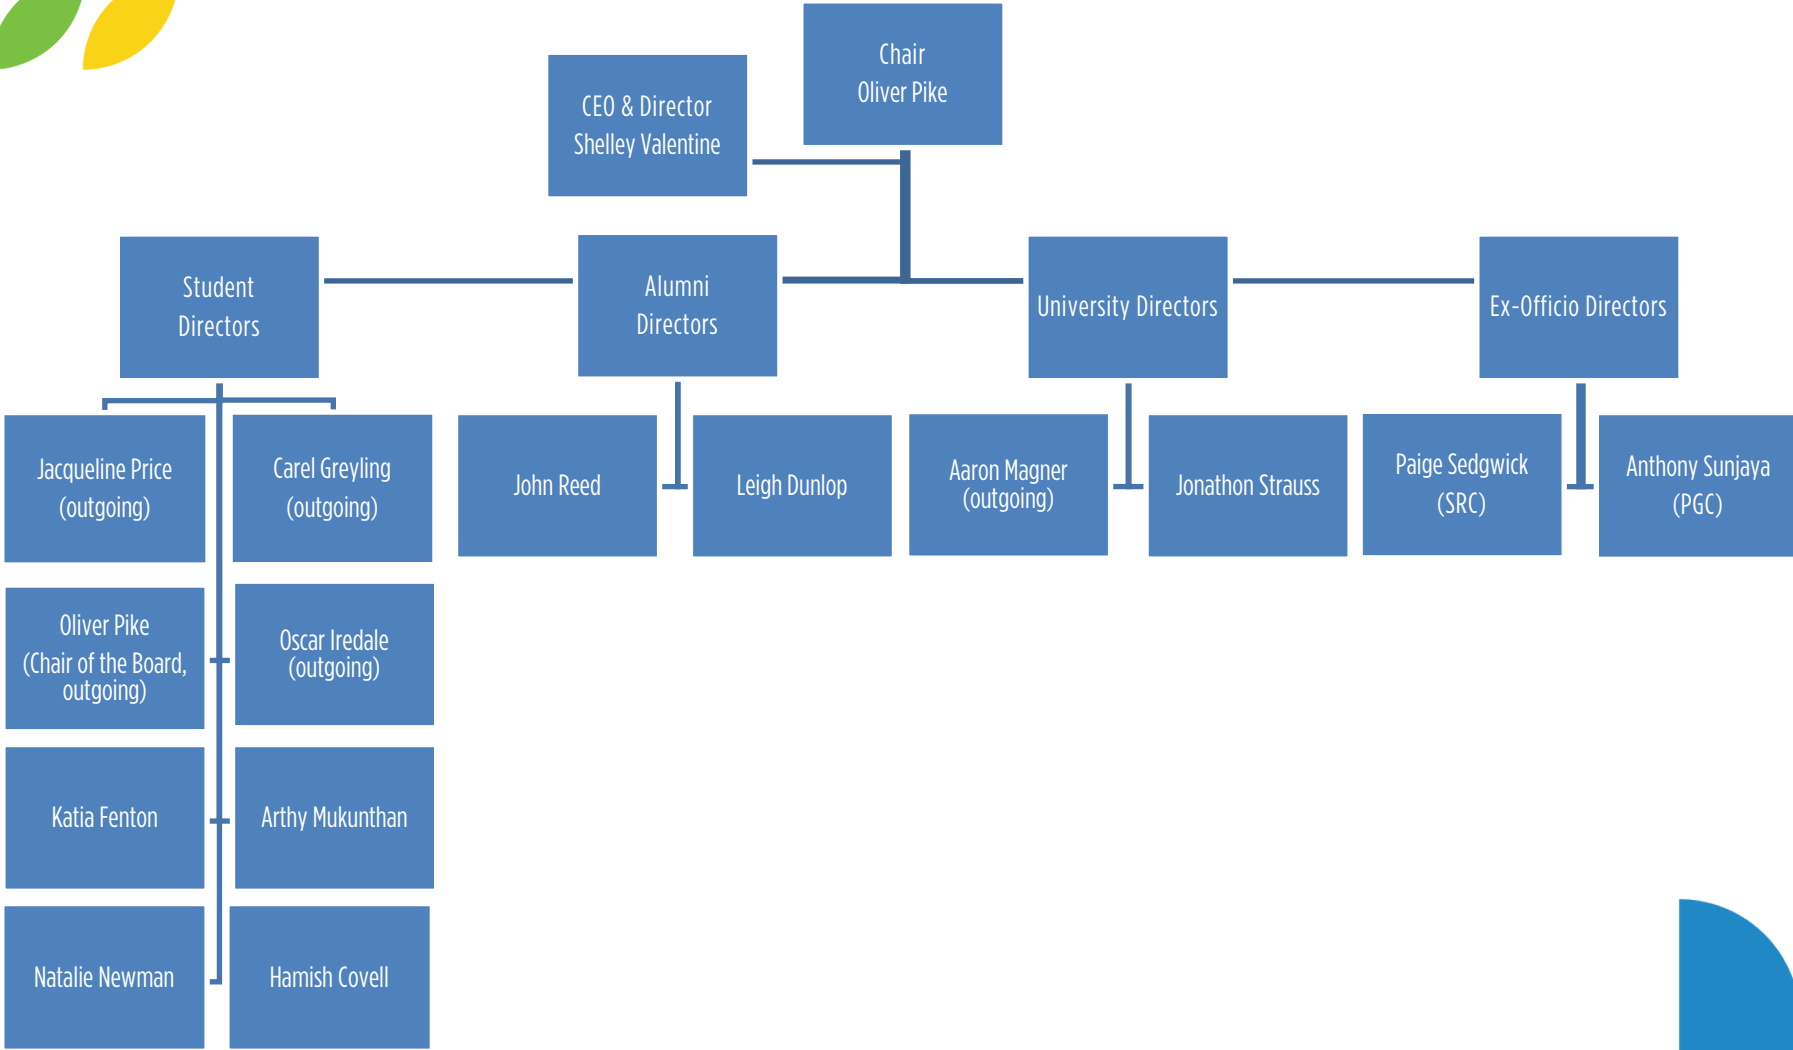 Chair
Oliver Pike
CEO & Director
Shelley Valentine
Student
Directors
Alumni
Directors
University Directors
Ex-Officio Directors
Jacqueline Price
(outgoing)
Carel Greyling
(outgoing)
John Reed
Leigh Dunlop
Aaron Magner
(outgoing)
Jonathon Strauss
Paige Sedgwick
(SRC)
Anthony Sunjaya
(PGC)
Oliver Pike
(Chair of the Board,
outgoing)
Oscar Iredale
(outgoing)
Katia Fenton
Arthy Mukunthan
Natalie Newman
Hamish Covell